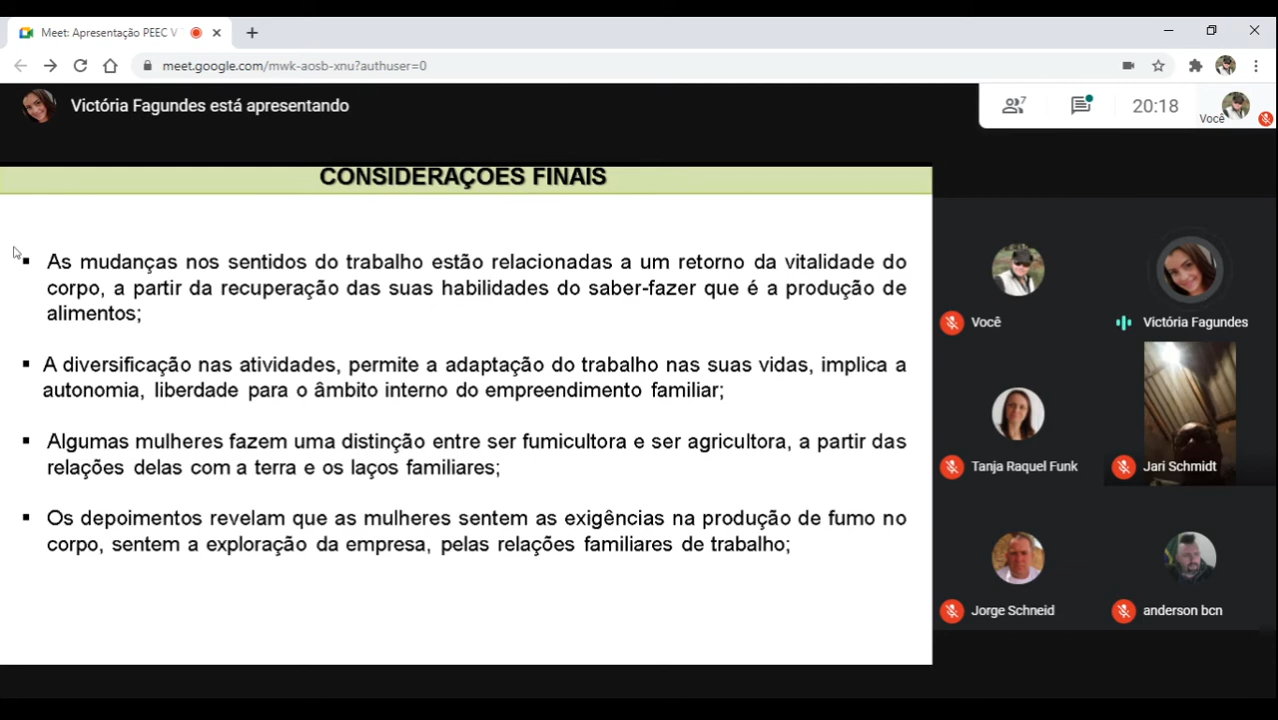 Meet: Apresentação PEEC V
meet.google.com/mwk-aosb-xnu?authuser=0
Victória Fagundes está apresentando
7
20:18
Você
CONSIDERAÇOES FINAIS
▪ As mudanças nos sentidos do trabalho estão relacionadas a um retorno da vitalidade do
corpo, a partir da recuperação das suas habilidades do saber-fazer que é a produção de
alimentos;
▪ A diversificação nas atividades, permite a adaptação do trabalho nas suas vidas, implica a
autonomia, liberdade para o âmbito interno do empreendimento familiar;
▪ Algumas mulheres fazem uma distinção entre ser fumicultora e ser agricultora, a partir das
relações delas com a terra e os laços familiares;
▪ Os depoimentos revelam que as mulheres sentem as exigências na produção de fumo no
corpo, sentem a exploração da empresa, pelas relações familiares de trabalho;
Você
Victória Fagundes
Tanja Raquel Funk
Jari Schmidt
Jorge Schneid
anderson bcn